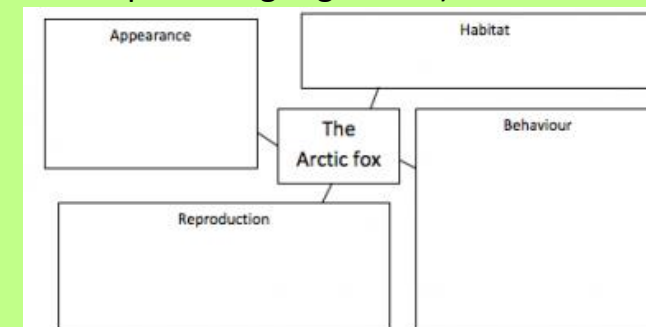 Appearance
Habitat
The
Arctic fox
Behaviour
Reproduction